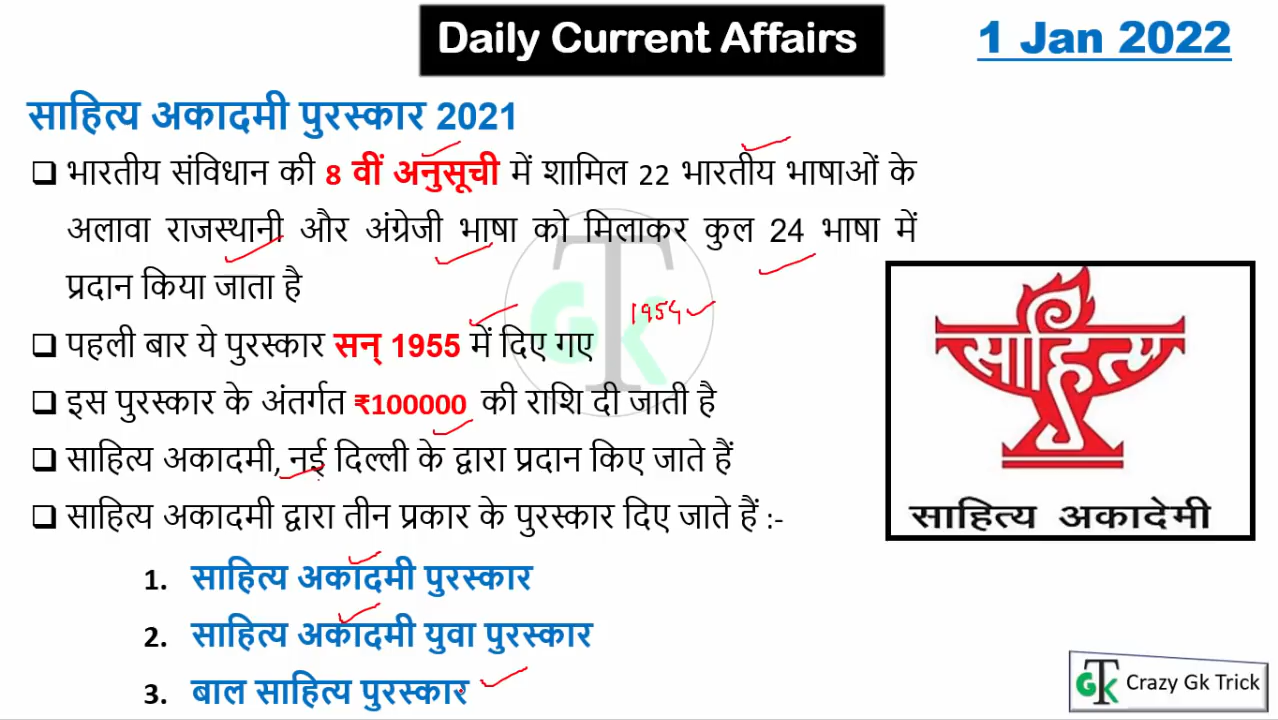 Daily Current Affairs
1 Jan 2022
साहित्य अकादमी पुरस्कार 2021
भारतीय संविधान की 8 वीं अनुसूची में शामिल 22 भारतीय भाषाओं के
अलावा राजस्थानी और अंग्रेजी भाषा को मिलाकर कुल 24 भाषा में
प्रदान किया जाता है
1954
पहली बार ये पुरस्कार सन् 1955 में दिए गए
इस पुरस्कार के अंतर्गत ₹100000 की राशि दी जाती है
साहित्य अकादमी, नई दिल्ली के द्वारा प्रदान किए जाते हैं
साहित्य अकादमी द्वारा तीन प्रकार के पुरस्कार दिए जाते हैं :-
1. साहित्य अकादमी पुरस्कार
2. साहित्य अकादमी युवा पुरस्कार
3. बाल साहित्य पुरस्कार
साहित्य
साहित्य अकादेमी
GTK
GTK Crazy Gk Trick